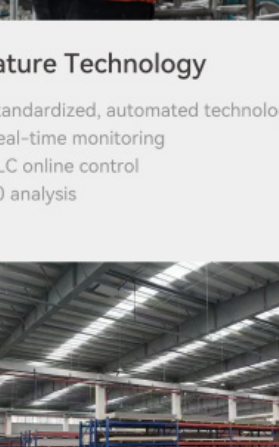 ature Technology
tandardized, automated technolo
eal-time monitoring
LC online control
0 analysis